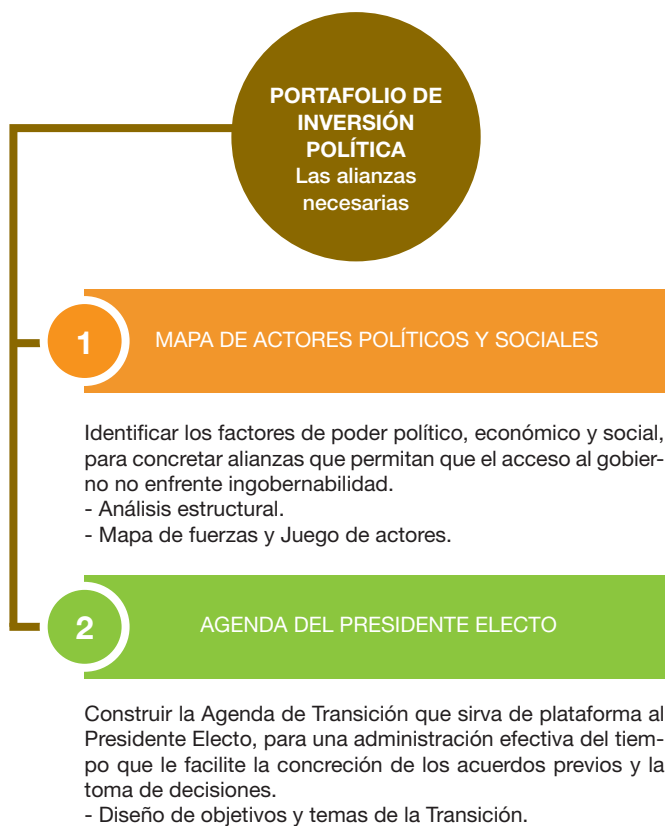 PORTAFOLIO DE
INVERSIÓN
POLÍTICA
Las alianzas
necesarias
1
MAPA DE ACTORES POLÍTICOS Y SOCIALES
Identificar los factores de poder político, económico y social,
para concretar alianzas que permitan que el acceso al gobier-
no no enfrente ingobernabilidad.
- Análisis estructural.
- Mapa de fuerzas y Juego de actores.
2
AGENDA DEL PRESIDENTE ELECTO
Construir la Agenda de Transición que sirva de plataforma al
Presidente Electo, para una administración efectiva del tiem-
po que le facilite la concreción de los acuerdos previos y la
toma de decisiones.
- Diseño de objetivos y temas de la Transición.